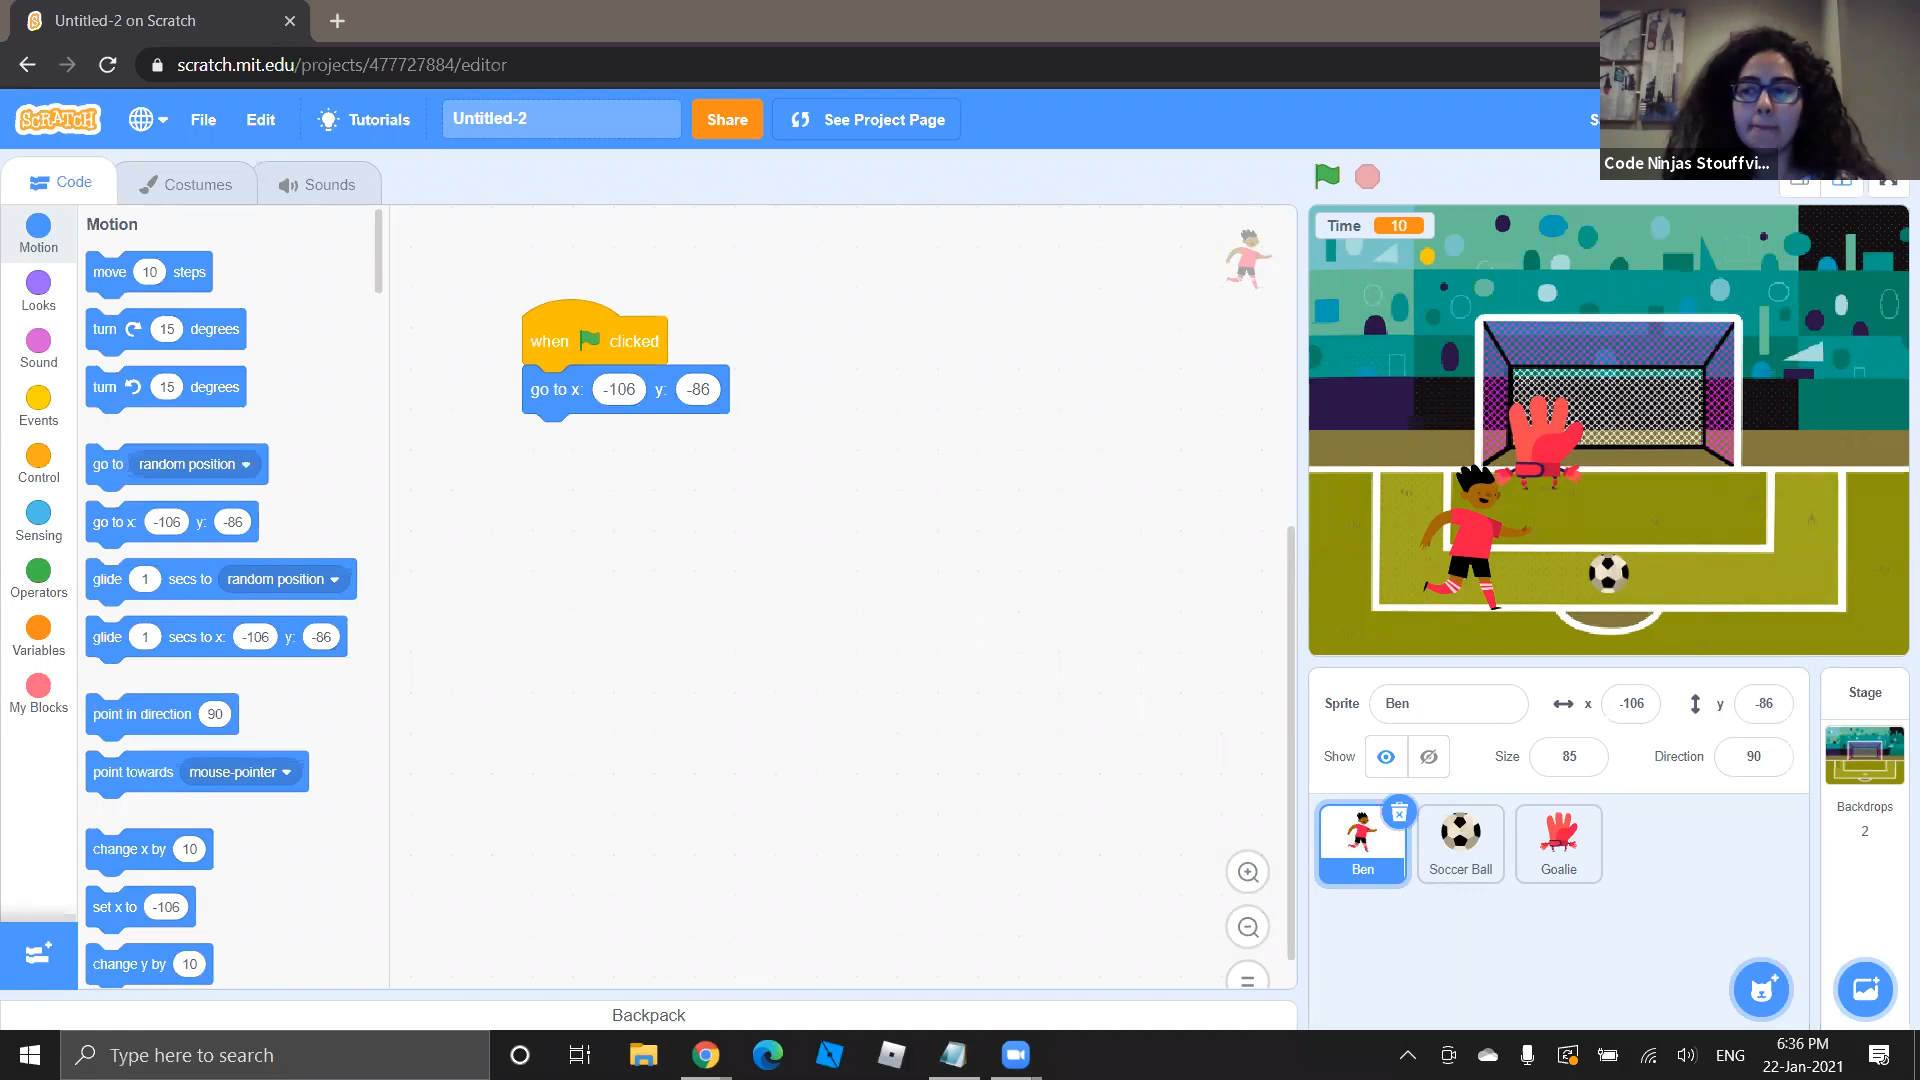 Untitled-2 on Scratch
scratch.mit.edu/projects/477727884/editor
SCRATCH
File
Edit
Tutorials
Untitled-2
Share
See Project Page
Code Ninjas Stouffvi...
Code
Costumes
Sounds
Motion
Looks
Sound
Events
Control
Sensing
Operators
Variables
My Blocks
Motion
move 10 steps
turn 15 degrees
turn 15 degrees
go to random position
go to x: -106 y: -86
glide 1 secs to random position
glide 1 secs to x: -106 y: -86
point in direction 90
point towards mouse-pointer
change x by 10
set x to -106
change y by 10
when clicked
go to x: -106 y: -86
Backpack
Time 10
Sprite Ben x -106 y -86
Show Size 85 Direction 90
Ben
Soccer Ball
Goalie
Stage
Backdrops
2
Type here to search
ENG
6:36 PM
22-Jan-2021